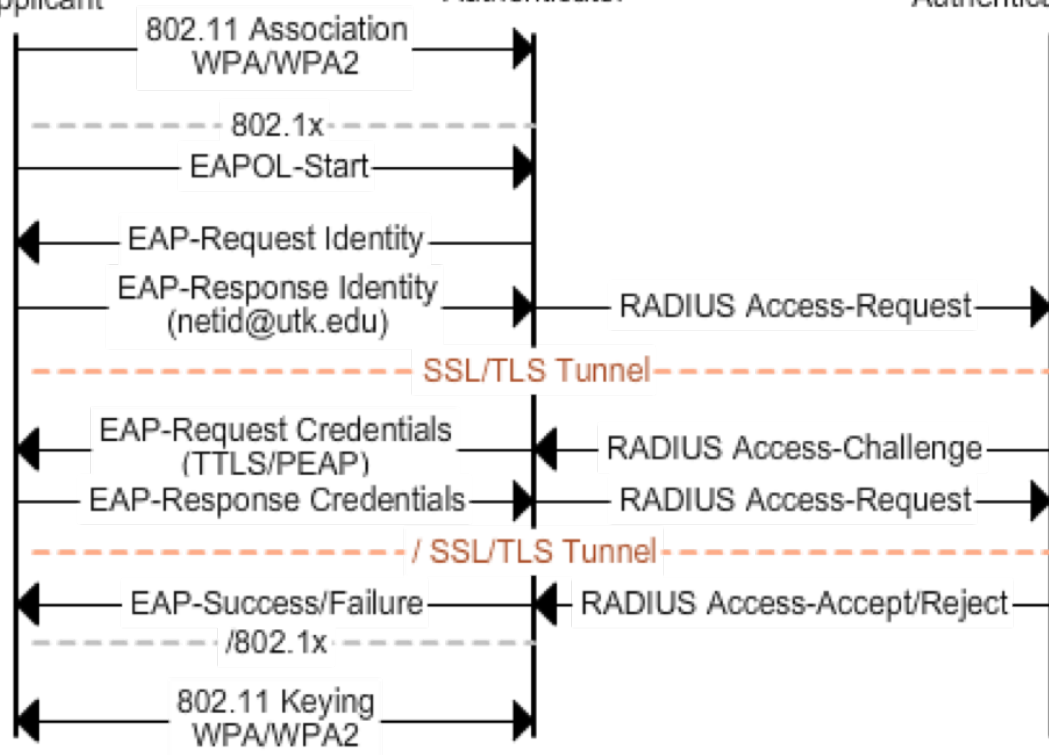 802.11 Association
WPA/WPA2
802.1x
EAPOL-Start
EAP-Request Identity
EAP-Response Identity
(netid@utk.edu)
RADIUS Access-Request
SSL/TLS Tunnel
EAP-Request Credentials
(TTLS/PEAP)
RADIUS Access-Challenge
EAP-Response Credentials
RADIUS Access-Request
/ SSL/TLS Tunnel
EAP-Success/Failure
RADIUS Access-Accept/Reject
/802.1x
802.11 Keying
WPA/WPA2